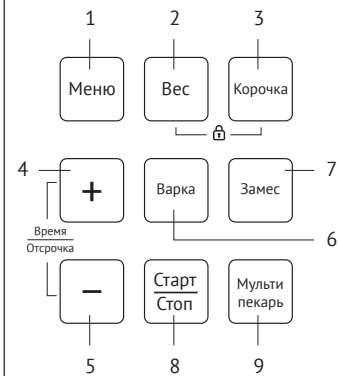 1 2 3
Меню Вес Корочка
4 7
+ Варка Замес
Время
Отсрочка
6
− Старт
Стоп Мульти
пекарь
5 8 9